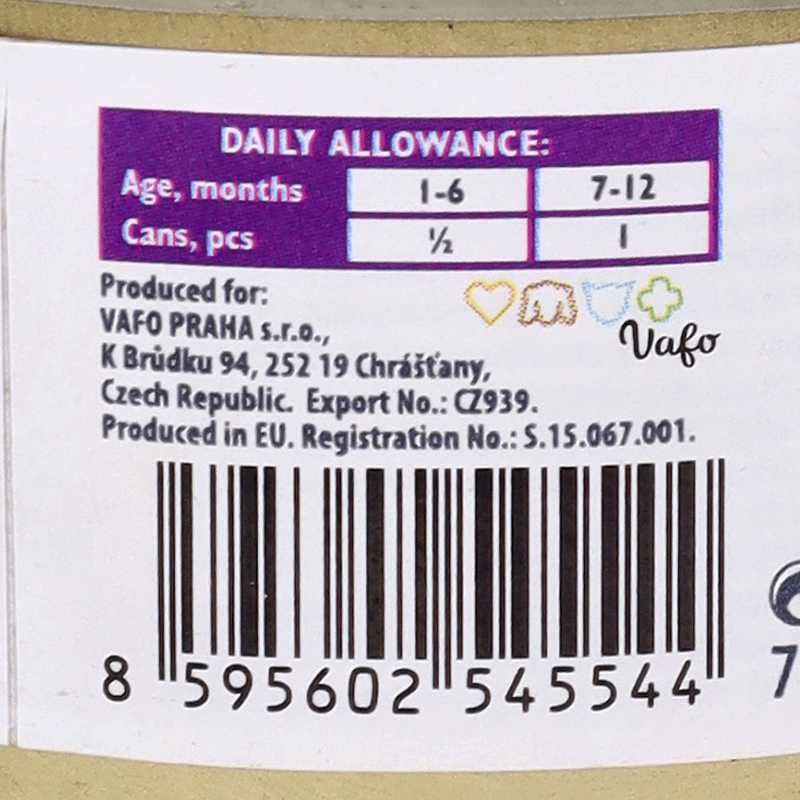 DAILY ALLOWANCE:
Age, months 1-6 7-12
Cans, pcs ½ 1
Produced for:
VAFO PRAHA s.r.o.,
K Brůdku 94, 252 19 Chrášťany,
Czech Republic. Export No.: CZ939.
Produced in EU. Registration No.: S.15.067.001.
Vafo
8 595602 545544
7